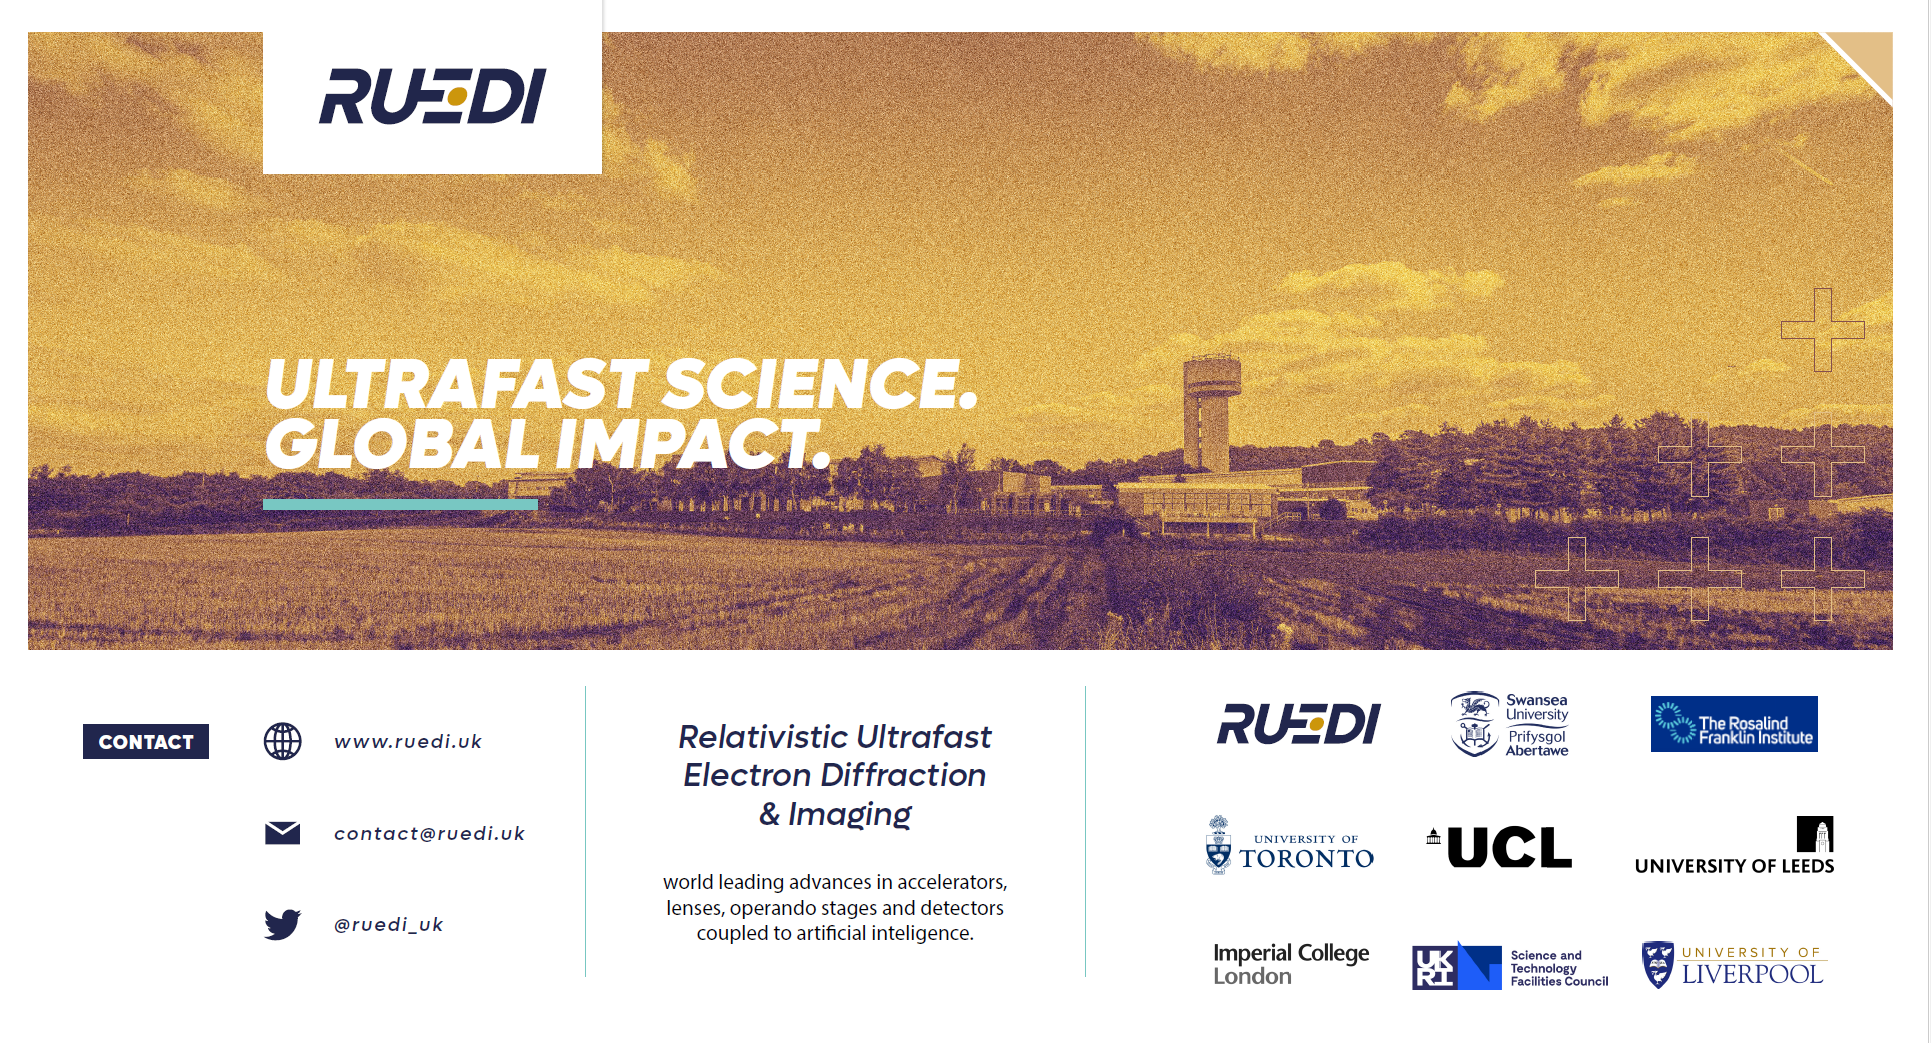 RUEDI
ULTRAFAST SCIENCE.
GLOBAL IMPACT.
CONTACT
www.ruedi.uk
contact@ruedi.uk
@ruedi_uk
Relativistic Ultrafast
Electron Diffraction
& Imaging
world leading advances in accelerators,
lenses, operando stages and detectors
coupled to artificial inteligence.
RUEDI
Swansea
University
Prifysgol
Abertawe
The Rosalind
Franklin Institute
UNIVERSITY OF
TORONTO
UCL
UNIVERSITY OF LEEDS
Imperial College
London
UK
RI
Science and
Technology
Facilities Council
UNIVERSITY OF
LIVERPOOL